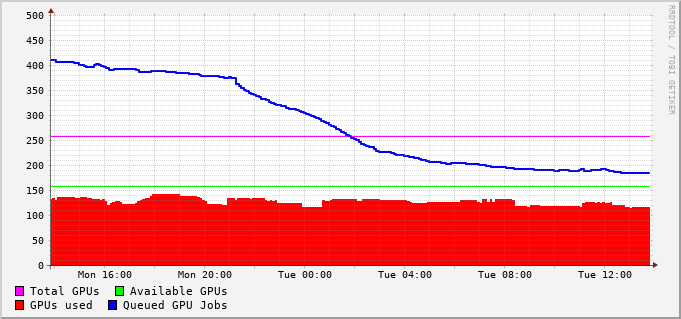 500
450
400
350
300
250
200
150
100
50
0
Mon 16:00 Mon 20:00 Tue 00:00 Tue 04:00 Tue 08:00 Tue 12:00
Total GPUs Available GPUs
GPUs used Queued GPU Jobs
RRDTOOL / TOBI OETIKER